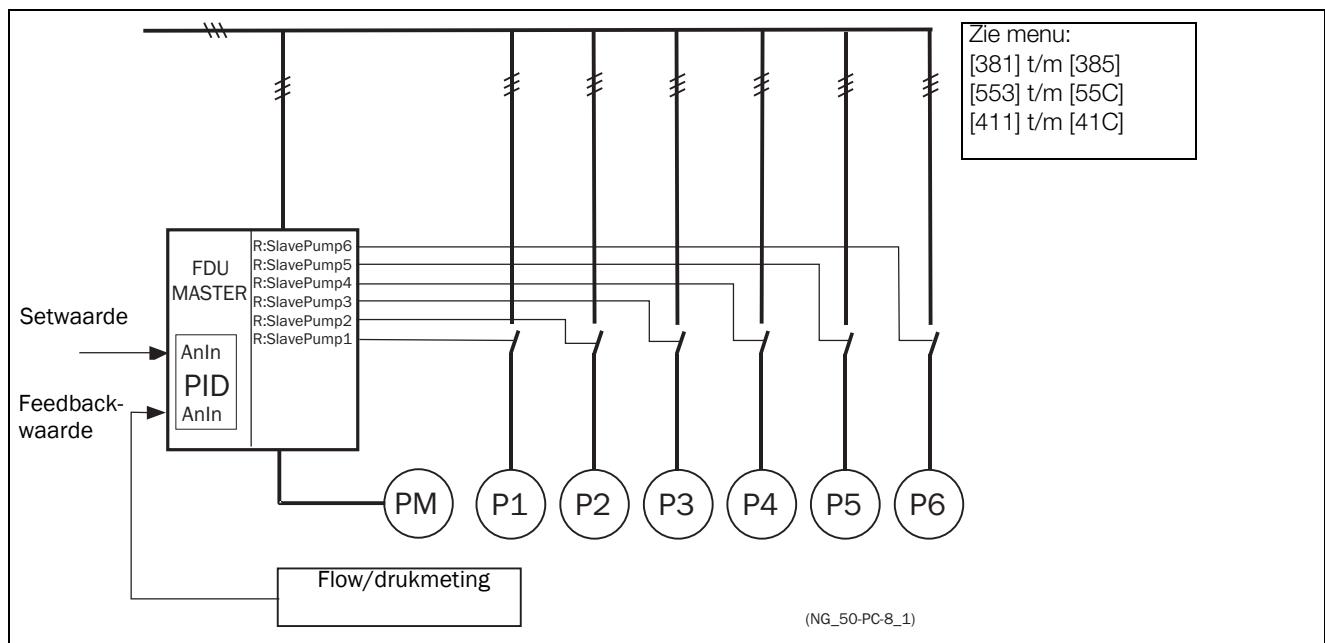 Zie menu:
[381] t/m [385]
[553] t/m [55C]
[411] t/m [41C]
R:SlavePump6
R:SlavePump5
R:SlavePump4
R:SlavePump3
R:SlavePump2
R:SlavePump1
FDU
MASTER
Setwaarde
AnIn
PID
AnIn
Feedback-
waarde
PM
P1
P2
P3
P4
P5
P6
Flow/drukmeting
(NG_50-PC-8_1)